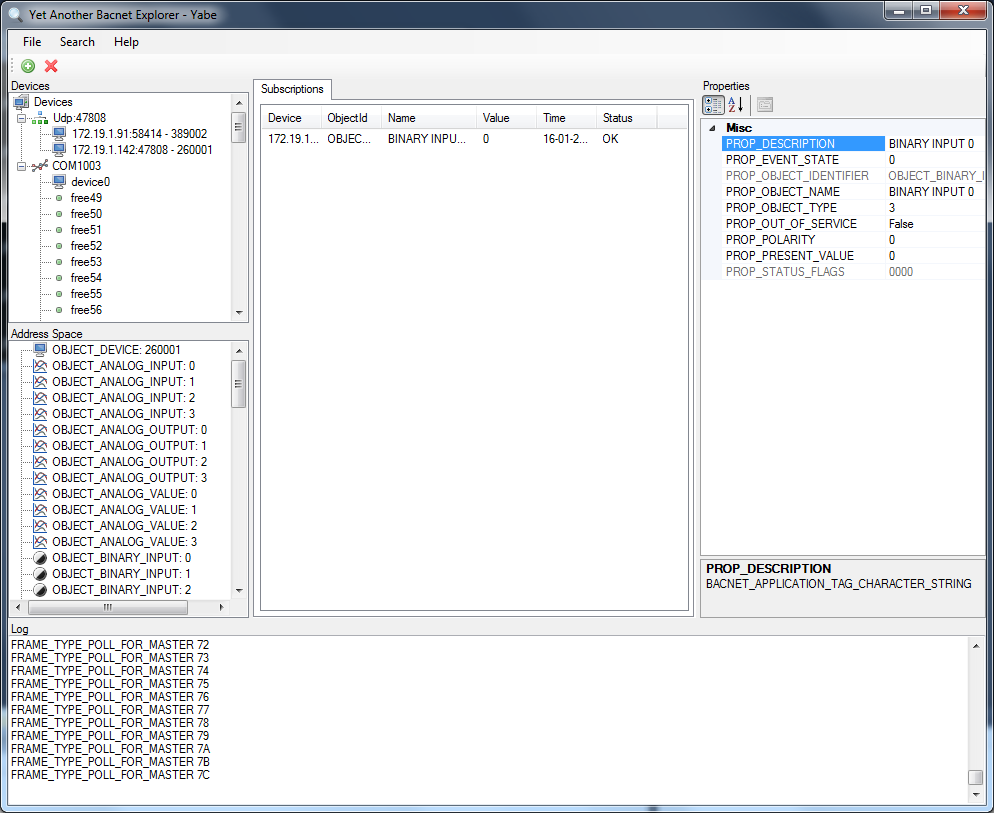 Yet Another Bacnet Explorer - Yabe
File Search Help
Devices
Devices
Udp:47808
172.19.1.91:58414 - 389002
172.19.1.142:47808 - 260001
COM1003
device0
free49
free50
free51
free52
free53
free54
free55
free56
Address Space
OBJECT_DEVICE: 260001
OBJECT_ANALOG_INPUT: 0
OBJECT_ANALOG_INPUT: 1
OBJECT_ANALOG_INPUT: 2
OBJECT_ANALOG_INPUT: 3
OBJECT_ANALOG_OUTPUT: 0
OBJECT_ANALOG_OUTPUT: 1
OBJECT_ANALOG_OUTPUT: 2
OBJECT_ANALOG_OUTPUT: 3
OBJECT_ANALOG_VALUE: 0
OBJECT_ANALOG_VALUE: 1
OBJECT_ANALOG_VALUE: 2
OBJECT_ANALOG_VALUE: 3
OBJECT_BINARY_INPUT: 0
OBJECT_BINARY_INPUT: 1
OBJECT_BINARY_INPUT: 2
Subscriptions
Device ObjectId Name Value Time Status
172.19.1... OBJEC... BINARY INPU... 0 16-01-2... OK
Properties
Misc
PROP_DESCRIPTION BINARY INPUT 0
PROP_EVENT_STATE 0
PROP_OBJECT_IDENTIFIER OBJECT_BINARY_I
PROP_OBJECT_NAME BINARY INPUT 0
PROP_OBJECT_TYPE 3
PROP_OUT_OF_SERVICE False
PROP_POLARITY 0
PROP_PRESENT_VALUE 0
PROP_STATUS_FLAGS 0000
PROP_DESCRIPTION
BACNET_APPLICATION_TAG_CHARACTER_STRING
Log
FRAME_TYPE_POLL_FOR_MASTER 72
FRAME_TYPE_POLL_FOR_MASTER 73
FRAME_TYPE_POLL_FOR_MASTER 74
FRAME_TYPE_POLL_FOR_MASTER 75
FRAME_TYPE_POLL_FOR_MASTER 76
FRAME_TYPE_POLL_FOR_MASTER 77
FRAME_TYPE_POLL_FOR_MASTER 78
FRAME_TYPE_POLL_FOR_MASTER 79
FRAME_TYPE_POLL_FOR_MASTER 7A
FRAME_TYPE_POLL_FOR_MASTER 7B
FRAME_TYPE_POLL_FOR_MASTER 7C